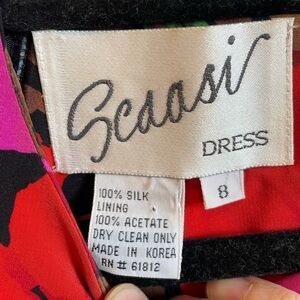 Scaasi
DRESS
8
100% SILK
LINING
100% ACETATE
DRY CLEAN ONLY
MADE IN KOREA
RN # 61812